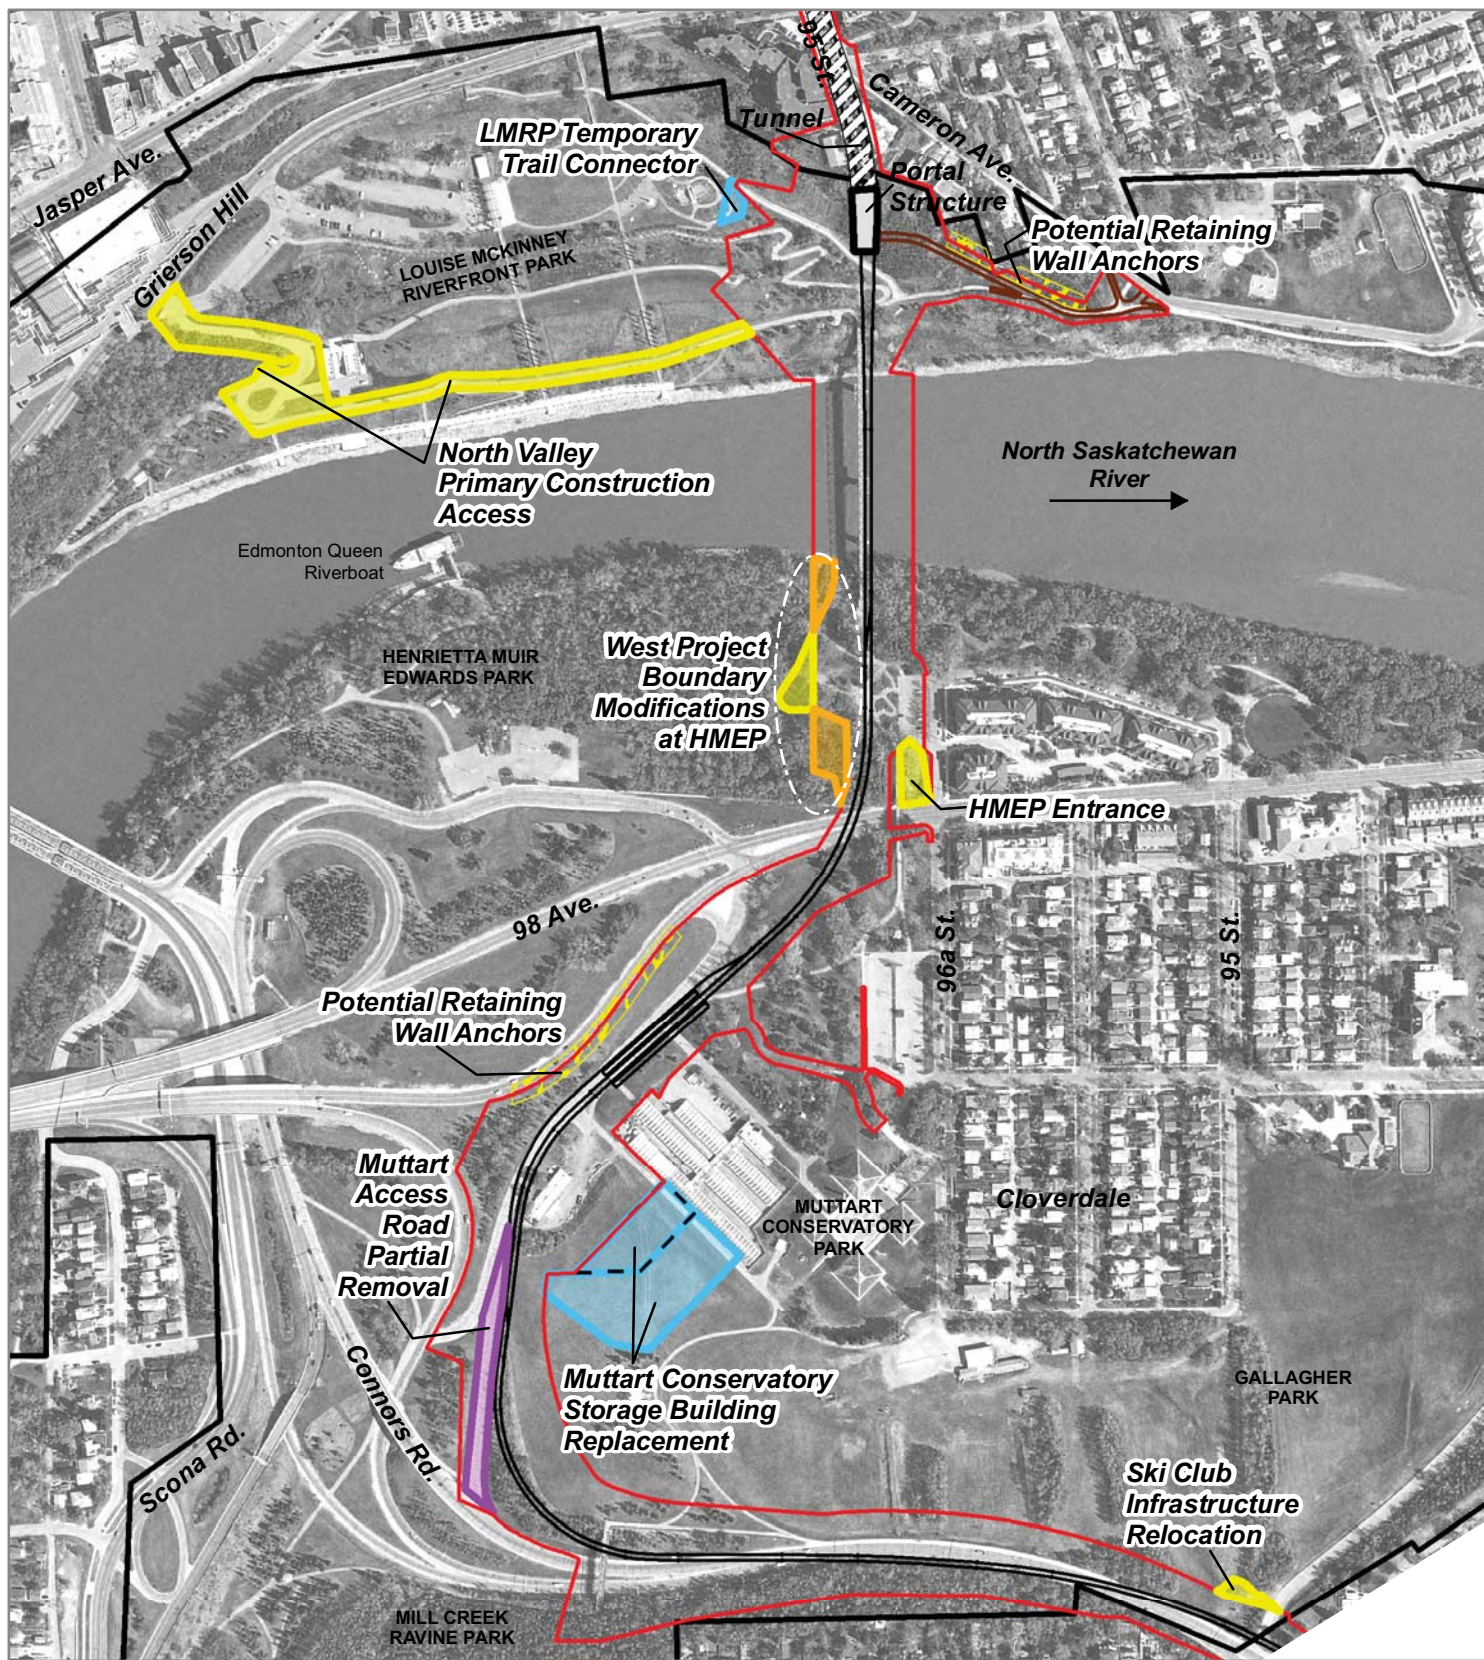 95 St.
Cameron Ave.
Tunnel
LMRP Temporary
Trail Connector
Portal
Structure
Jasper Ave.
Grierson Hill
LOUISE MCKINNEY
RIVERFRONT PARK
Potential Retaining
Wall Anchors
North Valley
Primary Construction
Access
North Saskatchewan
River
Edmonton Queen
Riverboat
HENRIETTA MUIR
EDWARDS PARK
West Project
Boundary
Modifications
at HMEP
HMEP Entrance
98 Ave.
96a St.
95 St.
Potential Retaining
Wall Anchors
Muttart
Access
Road
Partial
Removal
MUTTART
CONSERVATORY
PARK
Cloverdale
Connors Rd.
Scona Rd.
Muttart Conservatory
Storage Building
Replacement
GALLAGHER
PARK
Ski Club
Infrastructure
Relocation
MILL CREEK
RAVINE PARK